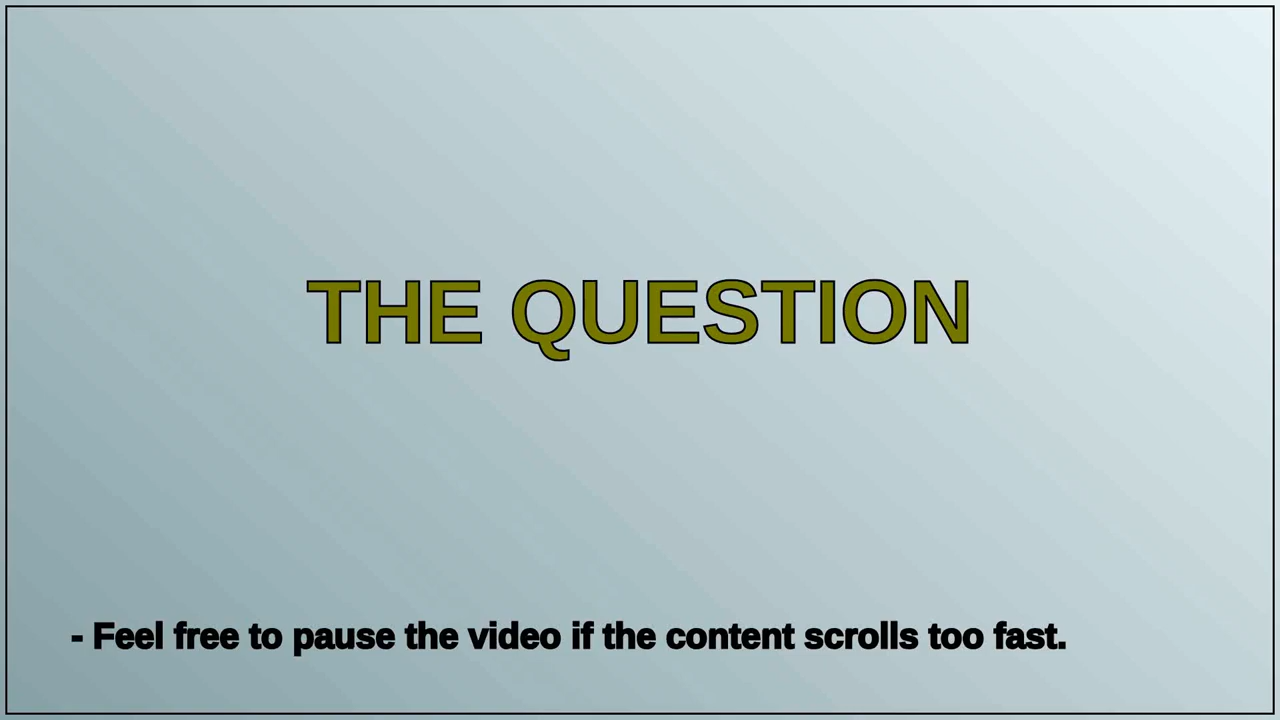 THE QUESTION
- Feel free to pause the video if the content scrolls too fast.